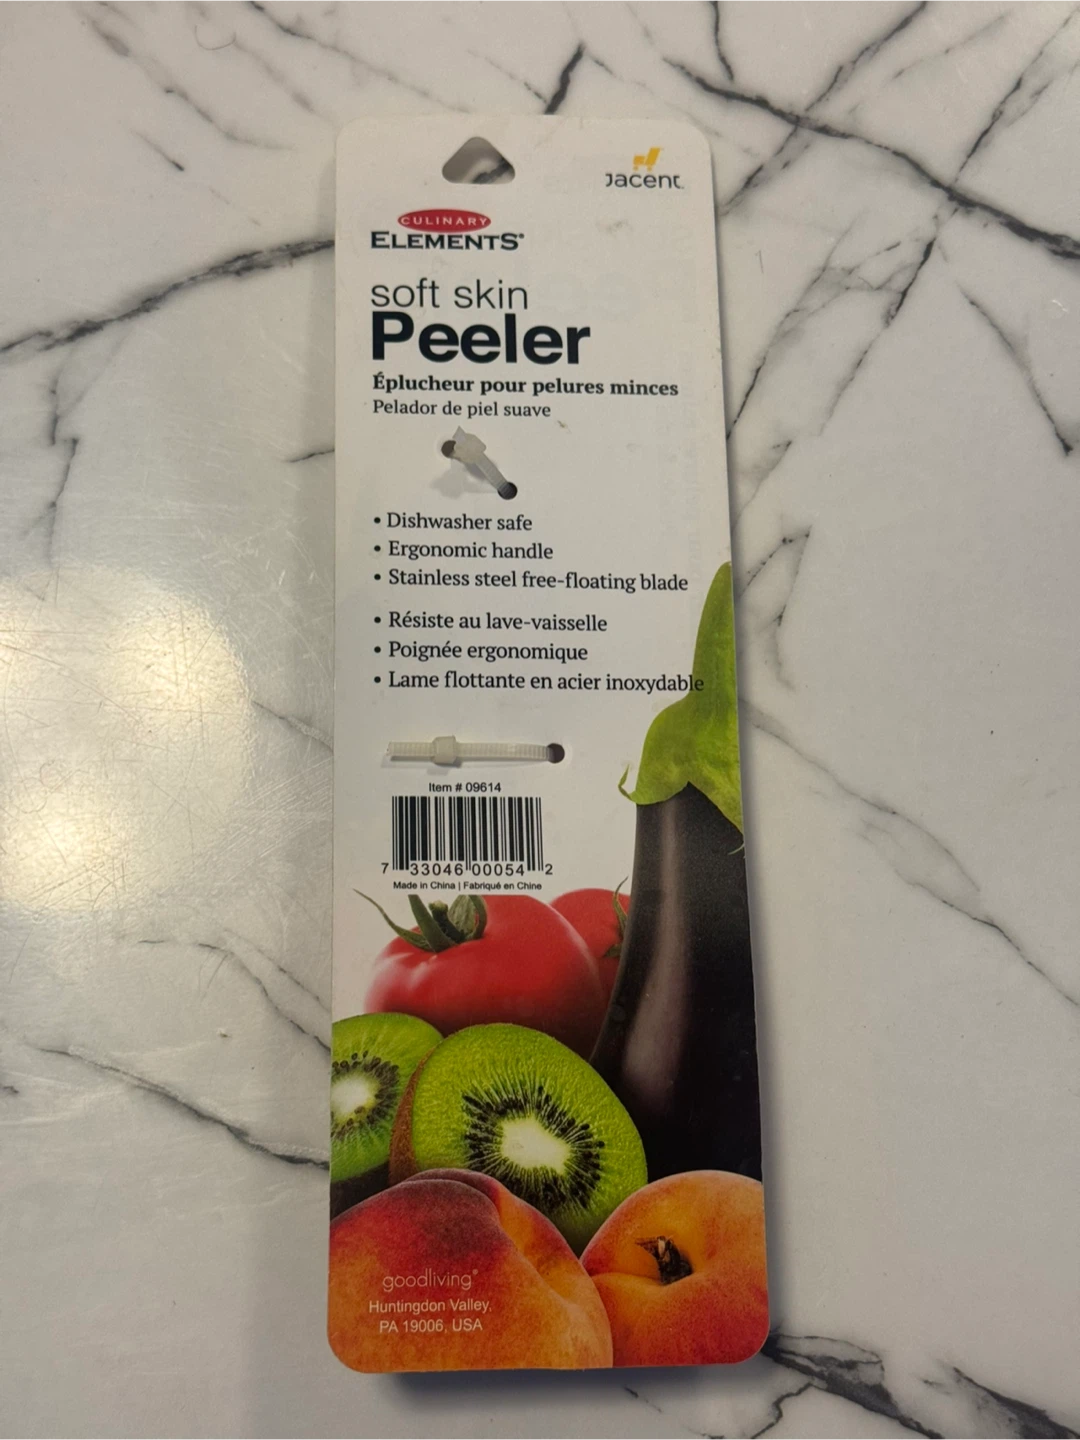 Jacent
CULINARY
ELEMENTS®
soft skin
Peeler
Éplucheur pour pelures minces
Pelador de piel suave
• Dishwasher safe
• Ergonomic handle
• Stainless steel free-floating blade
• Résiste au lave-vaisselle
• Poignée ergonomique
• Lame flottante en acier inoxydable
Item # 09614
7 33046 00054 2
Made in China | Fabriqué en Chine
goodliving®
Huntingdon Valley,
PA 19006, USA